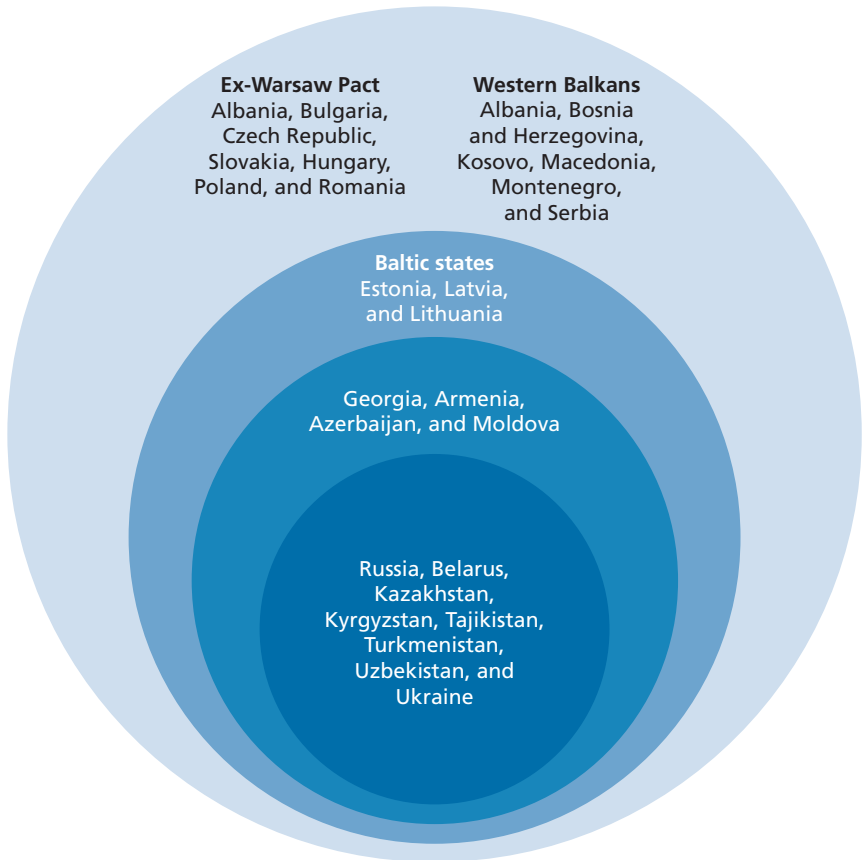 Ex-Warsaw Pact
Albania, Bulgaria,
Czech Republic,
Slovakia, Hungary,
Poland, and Romania
Western Balkans
Albania, Bosnia
and Herzegovina,
Kosovo, Macedonia,
Montenegro,
and Serbia
Baltic states
Estonia, Latvia,
and Lithuania
Georgia, Armenia,
Azerbaijan, and Moldova
Russia, Belarus,
Kazakhstan,
Kyrgyzstan, Tajikistan,
Turkmenistan,
Uzbekistan, and
Ukraine